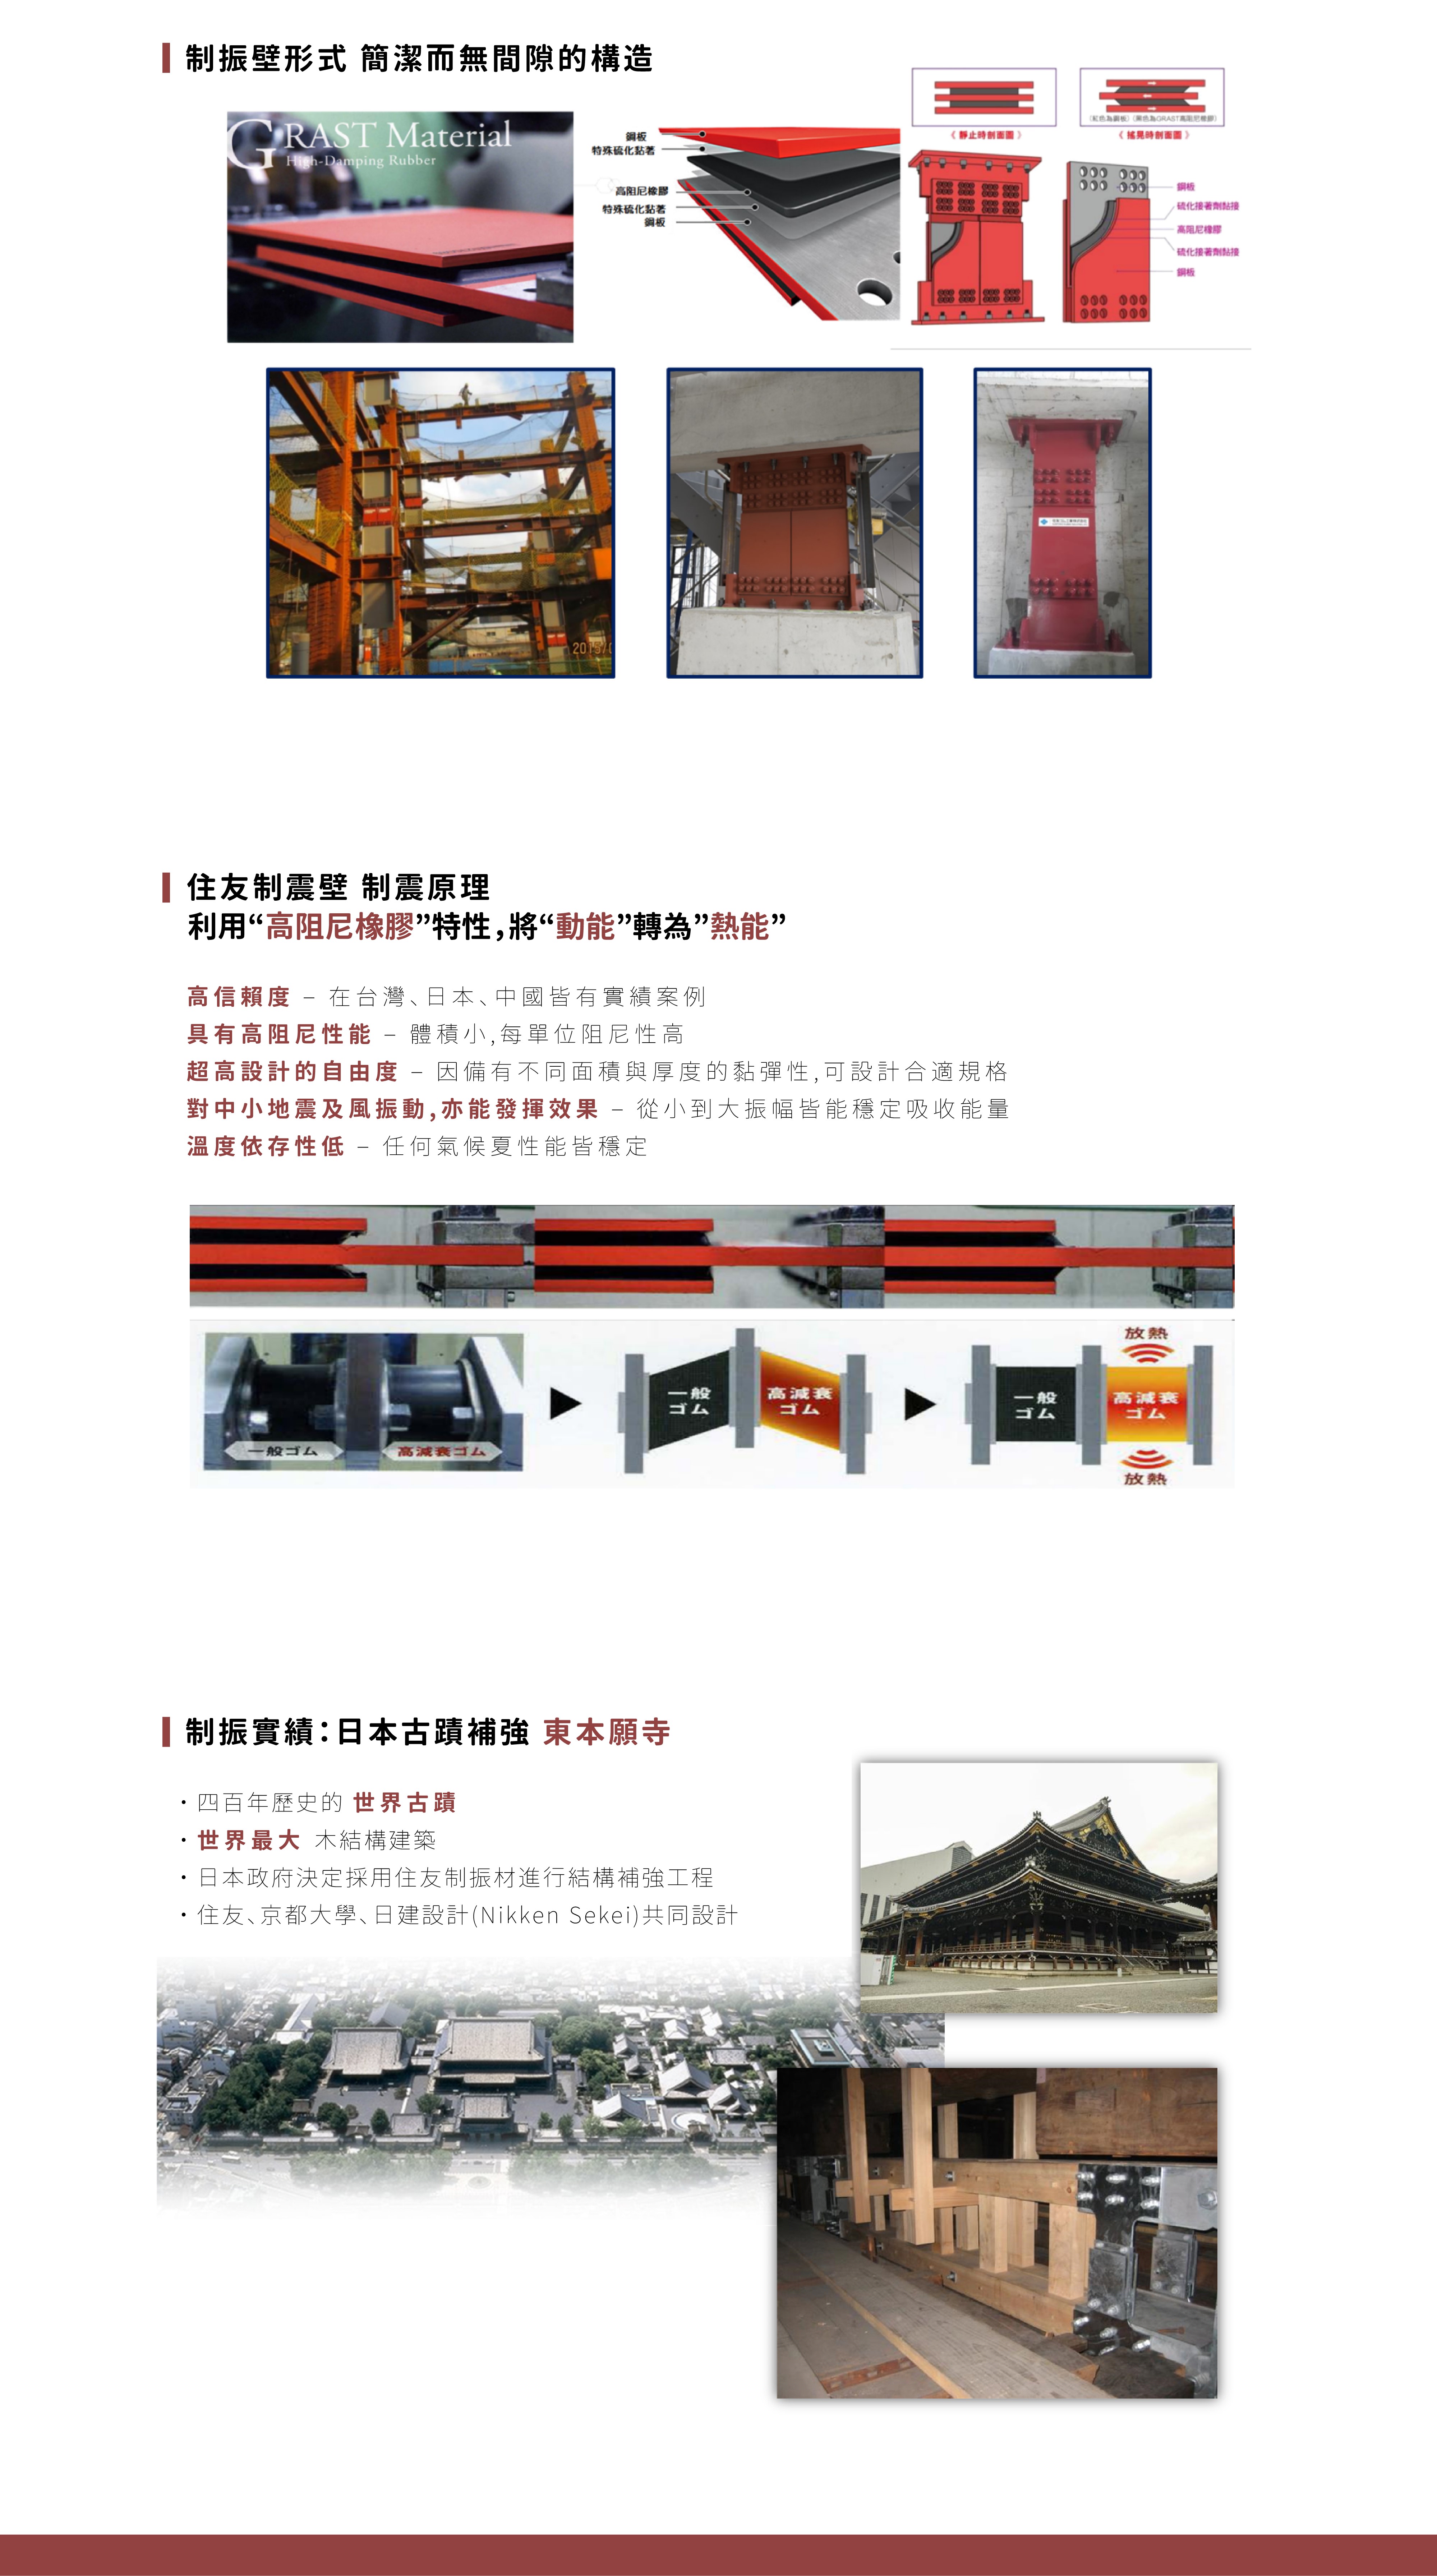 制振壁形式 簡潔而無間隙的構造
GRAST Material
High-Damping Rubber
鋼板
特殊硫化黏著
高阻尼橡膠
特殊硫化黏著
鋼板
(紅色為鋼板) (黑色為GRAST高阻尼橡膠)
《 靜止時剖面圖 》
《 搖晃時剖面圖 》
鋼板
硫化接著劑黏接
高阻尼橡膠
硫化接著劑黏接
鋼板
住友制震壁 制震原理
利用“高阻尼橡膠”特性,將“動能”轉為”熱能”
高信賴度 – 在台灣、日本、中國皆有實績案例
具有高阻尼性能 – 體積小,每單位阻尼性高
超高設計的自由度 – 因備有不同面積與厚度的黏彈性,可設計合適規格
對中小地震及風振動,亦能發揮效果 – 從小到大振幅皆能穩定吸收能量
溫度依存性低 – 任何氣候夏性能皆穩定
一般ゴム
高減衰ゴム
一般
ゴム
高減衰
ゴム
放熱
一般
ゴム
高減衰
ゴム
放熱
制振實績：日本古蹟補強 東本願寺
・四百年歷史的 世界古蹟
・世界最大 木結構建築
・日本政府決定採用住友制振材進行結構補強工程
・住友、京都大學、日建設計(Nikken Sekei)共同設計